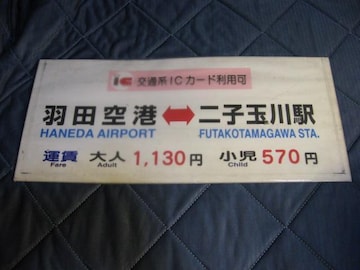 IC 交通系ICカード利用可
羽田空港 ⇔ 二子玉川駅
HANEDA AIRPORT FUTAKOTAMAGAWA STA.
運賃 大人 1,130円 小児 570円
Fare Adult Child